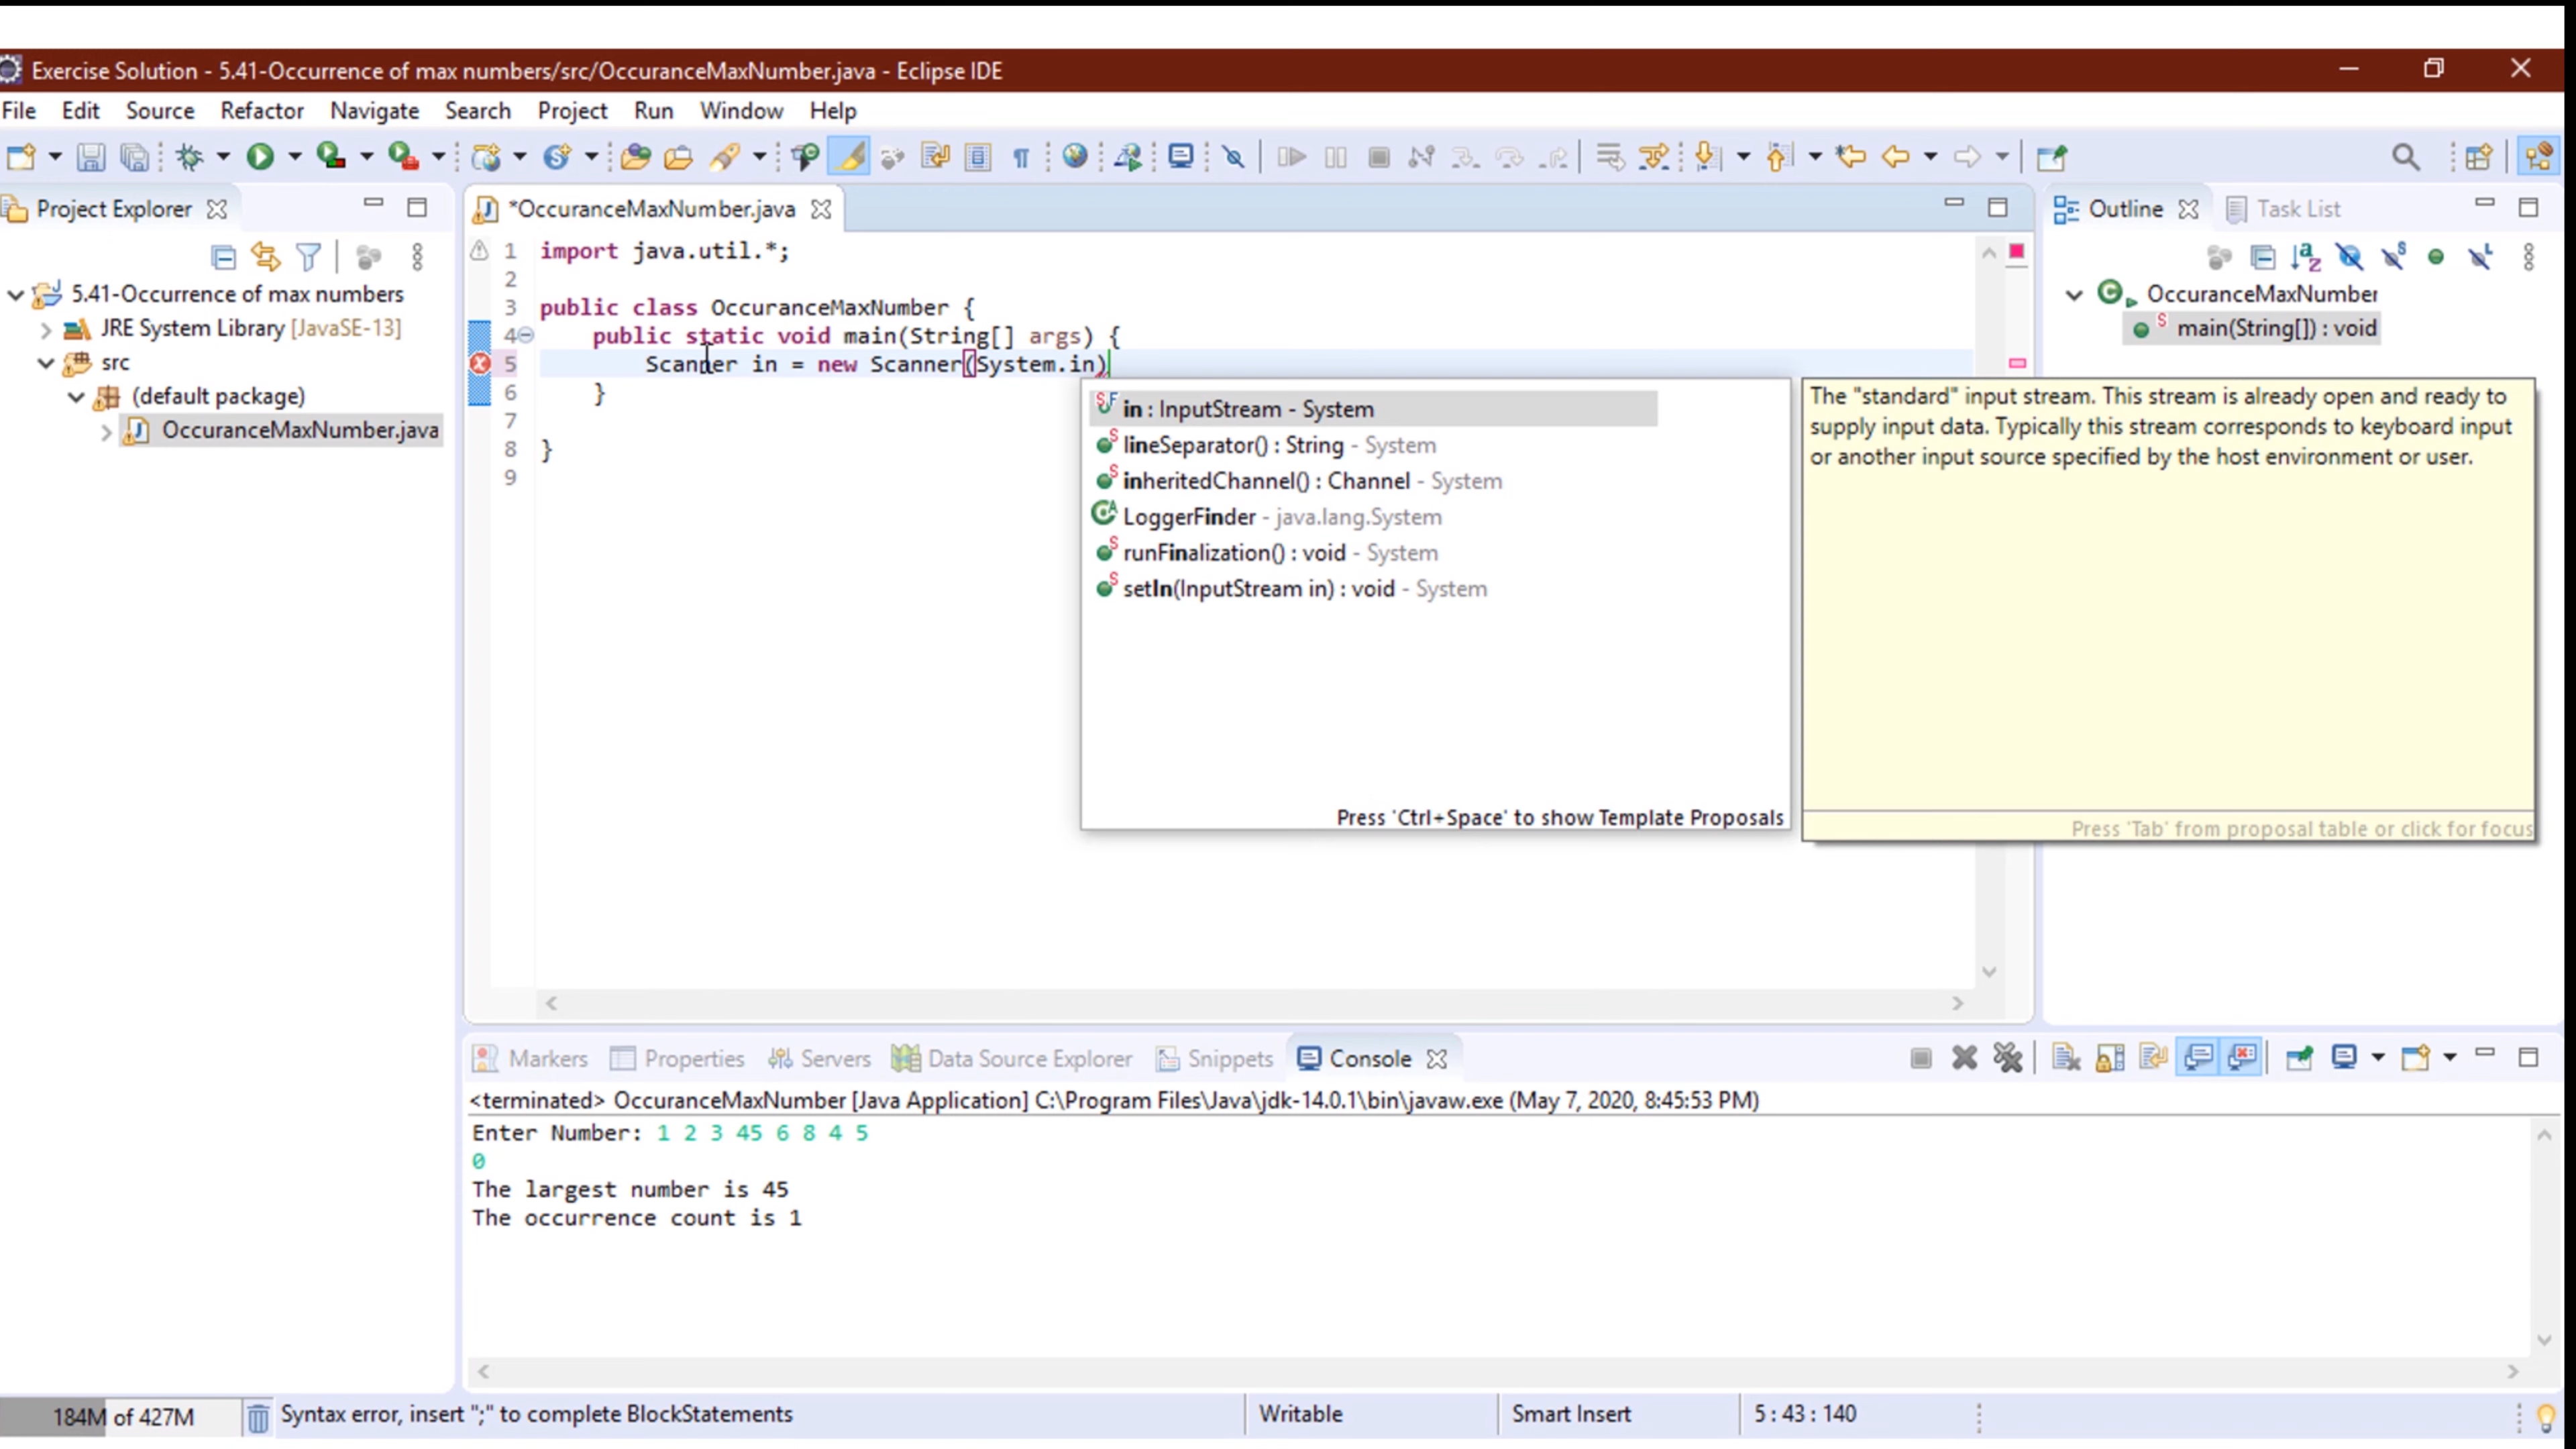 Exercise Solution - 5.41-Occurrence of max numbers/src/OccuranceMaxNumber.java - Eclipse IDE
File Edit Source Refactor Navigate Search Project Run Window Help
Project Explorer
5.41-Occurrence of max numbers
JRE System Library [JavaSE-13]
src
(default package)
OccuranceMaxNumber.java
*OccuranceMaxNumber.java
1 import java.util.*;
2
3 public class OccuranceMaxNumber {
4 public static void main(String[] args) {
5 Scanner in = new Scanner(System.in)
6 }
7
8 }
9
in : InputStream - System
lineSeparator() : String - System
inheritedChannel() : Channel - System
LoggerFinder - java.lang.System
runFinalization() : void - System
setIn(InputStream in) : void - System
Press 'Ctrl+Space' to show Template Proposals
The "standard" input stream. This stream is already open and ready to
supply input data. Typically this stream corresponds to keyboard input
or another input source specified by the host environment or user.
Press 'Tab' from proposal table or click for focus
Outline Task List
OccuranceMaxNumber
main(String[]) : void
Markers Properties Servers Data Source Explorer Snippets Console
<terminated> OccuranceMaxNumber [Java Application] C:\Program Files\Java\jdk-14.0.1\bin\javaw.exe (May 7, 2020, 8:45:53 PM)
Enter Number: 1 2 3 45 6 8 4 5
0
The largest number is 45
The occurrence count is 1
184M of 427M Syntax error, insert ";" to complete BlockStatements Writable Smart Insert 5 : 43 : 140